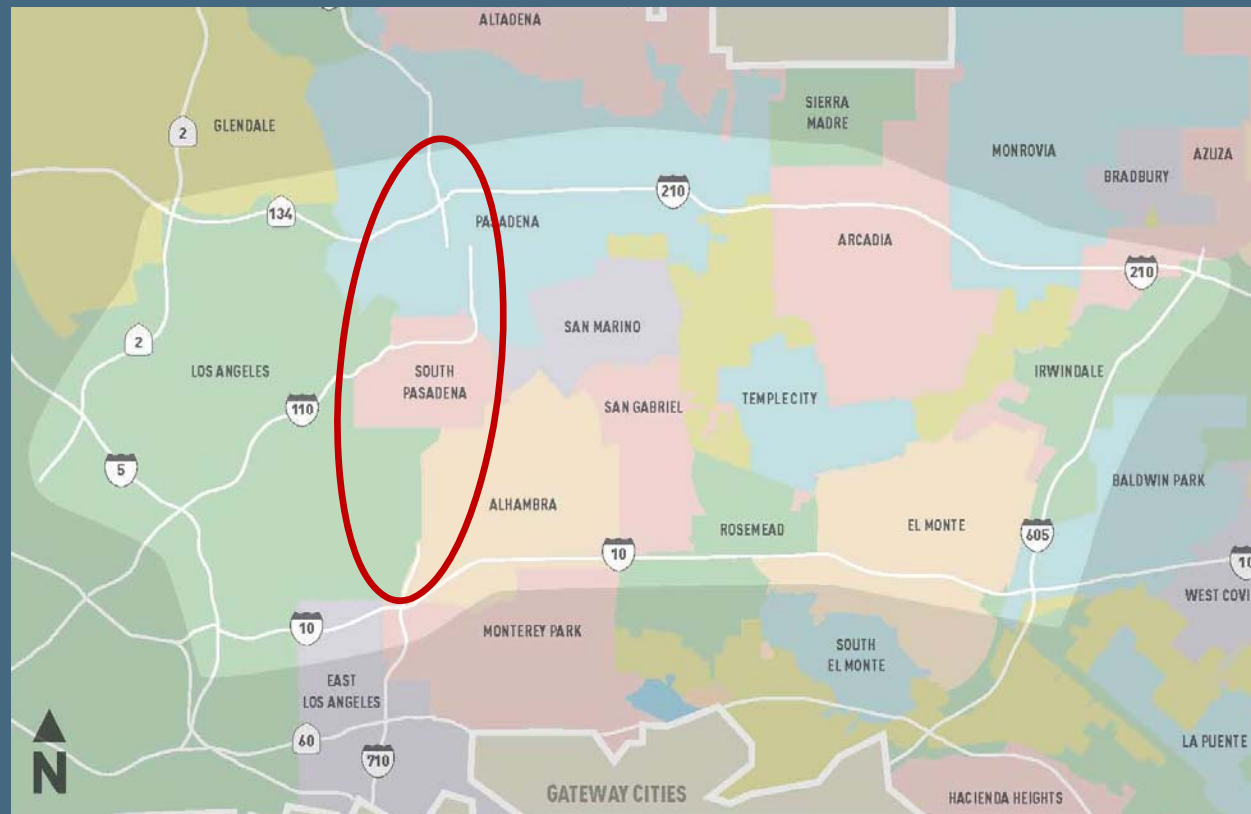 ALTADENA
GLENDALE
2
SIERRA
MADRE
MONROVIA
BRADBURY
AZUZA
134
210
PASADENA
ARCADIA
210
2
LOS ANGELES
SAN MARINO
SOUTH
PASADENA
110
SAN GABRIEL
TEMPLE CITY
IRWINDALE
5
BALDWIN PARK
ALHAMBRA
ROSEMEAD
EL MONTE
605
10
10
WEST COVI
10
MONTEREY PARK
SOUTH
EL MONTE
EAST
LOS ANGELES
60
710
LA PUENTE
N
GATEWAY CITIES
HACIENDA HEIGHTS